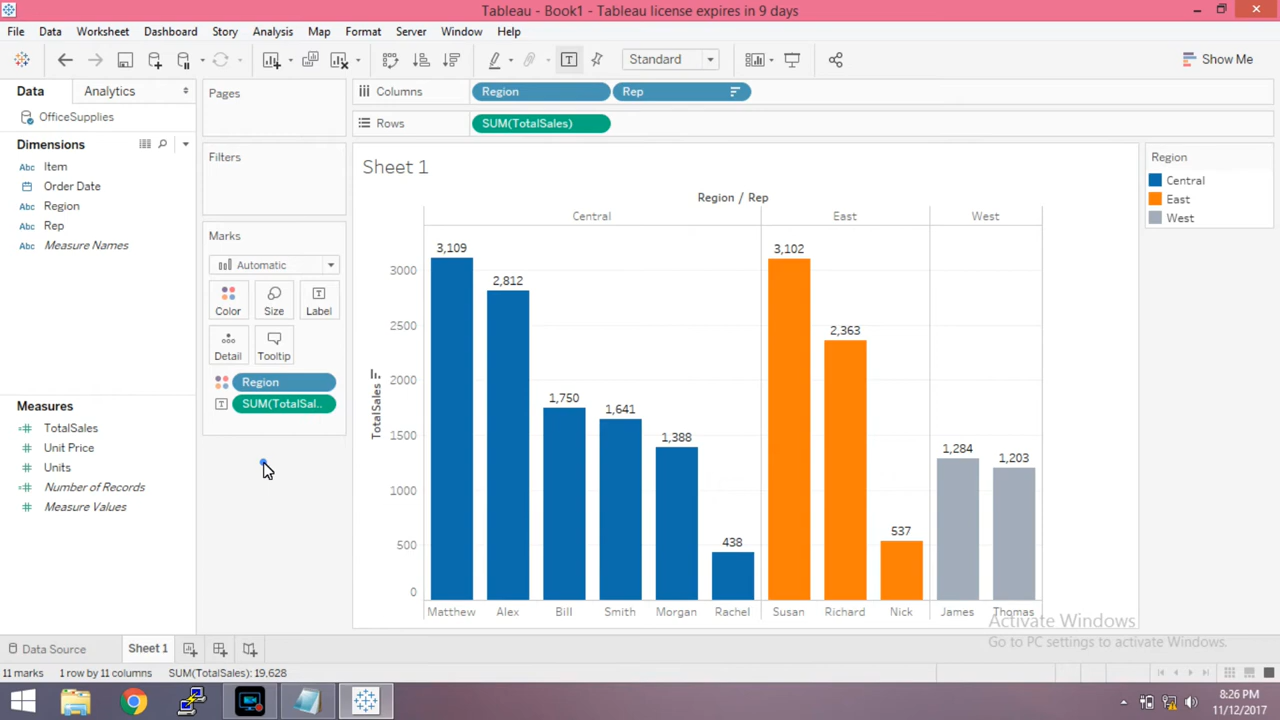 Tableau - Book1 - Tableau license expires in 9 days
File Data Worksheet Dashboard Story Analysis Map Format Server Window Help
Standard
Show Me
Data Analytics
OfficeSupplies
Dimensions
Abc Item
Order Date
Abc Region
Abc Rep
Abc Measure Names
Measures
TotalSales
Unit Price
Units
Number of Records
Measure Values
Pages
Filters
Marks
Automatic
Color Size Label
Detail Tooltip
Region
SUM(TotalSal..
Columns Region Rep
Rows SUM(TotalSales)
Sheet 1
Region / Rep
Central East West
TotalSales
3000
2500
2000
1500
1000
500
0
3,109 2,812 1,750 1,641 1,388 438 3,102 2,363 537 1,284 1,203
Matthew Alex Bill Smith Morgan Rachel Susan Richard Nick James Thomas
Region
Central
East
West
Activate Windows
Go to PC settings to activate Windows.
Data Source Sheet 1
11 marks 1 row by 11 columns SUM(TotalSales): 19,628
8:26 PM
11/12/2017